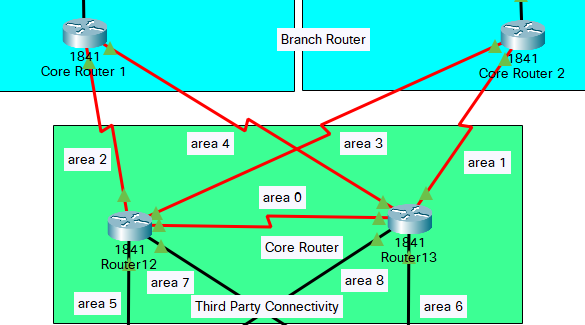 Branch Router
1841
Core Router 1
1841
Core Router 2
area 4
area 3
area 2
area 1
area 0
1841
Router12
Core Router
1841
Router13
area 7
area 8
area 5
Third Party Connectivity
area 6